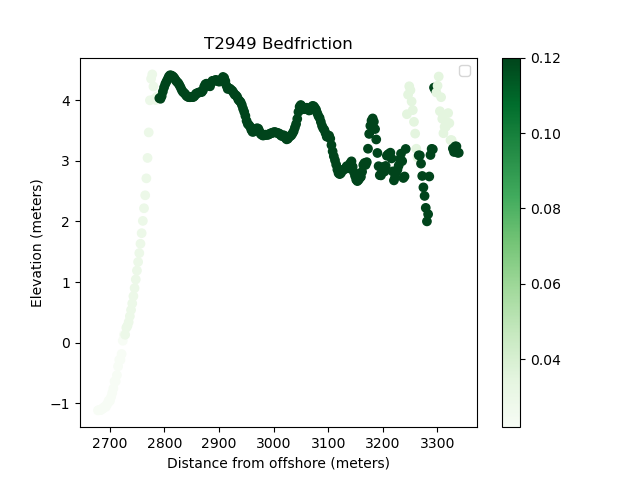 T2949 Bedfriction
Elevation (meters)
4
3
2
1
0
−1
2700 2800 2900 3000 3100 3200 3300
Distance from offshore (meters)
0.12
0.10
0.08
0.06
0.04